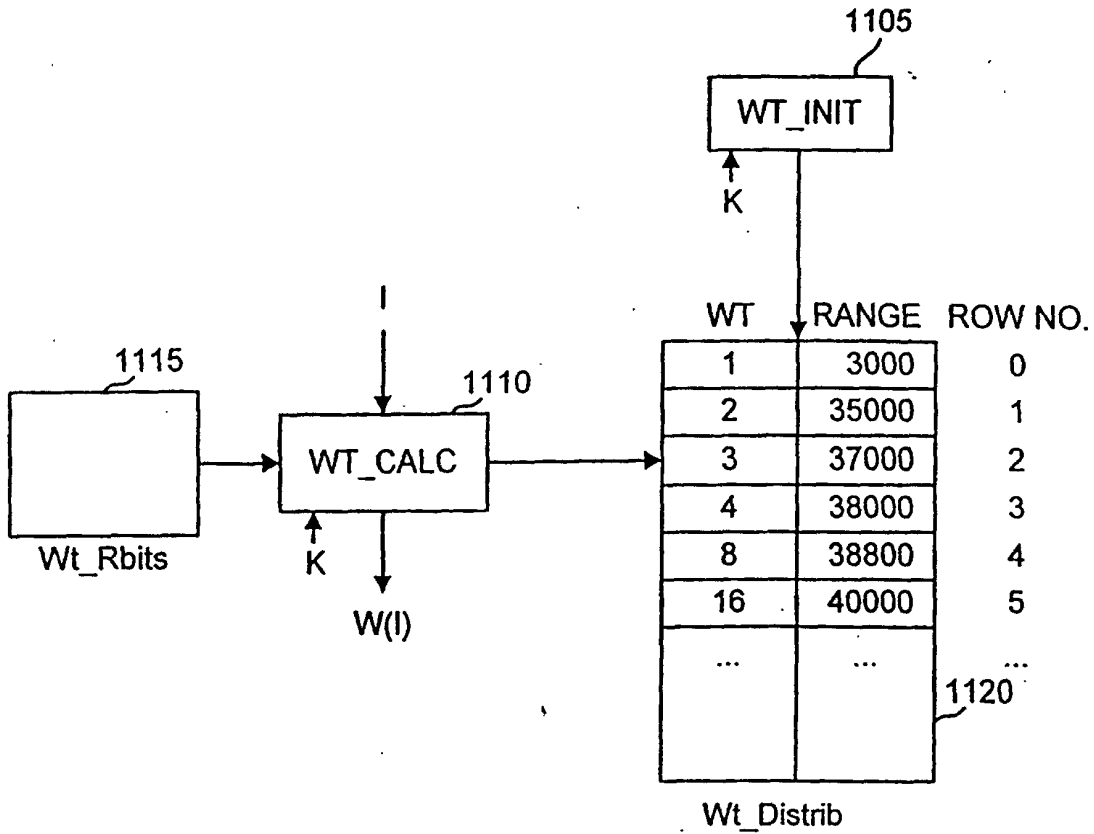 1105
WT_INIT
K
I
WT RANGE ROW NO.
1 3000 0
2 35000 1
3 37000 2
4 38000 3
8 38800 4
16 40000 5
... ... ...
1115
1110
WT_CALC
Wt_Rbits
K
W(I)
1120
Wt_Distrib